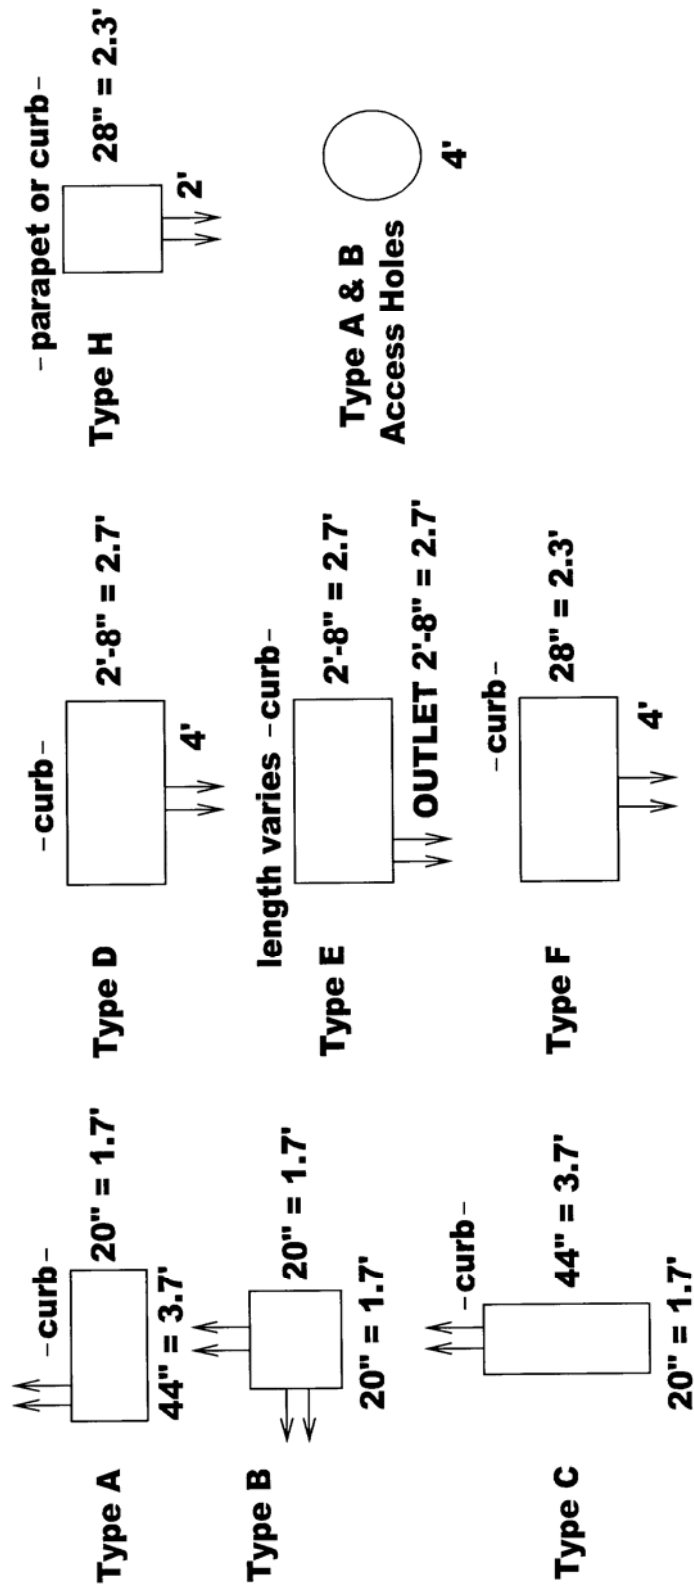 Type A
-curb-
20" = 1.7'
44" = 3.7'
Type B
20" = 1.7'
20" = 1.7'
Type C
-curb-
44" = 3.7'
20" = 1.7'
Type D
-curb-
2'-8" = 2.7'
4'
Type E
length varies -curb-
2'-8" = 2.7'
OUTLET 2'-8" = 2.7'
Type F
-curb-
28" = 2.3'
4'
Type H
-parapet or curb-
28" = 2.3'
2'
Type A & B
Access Holes
4'